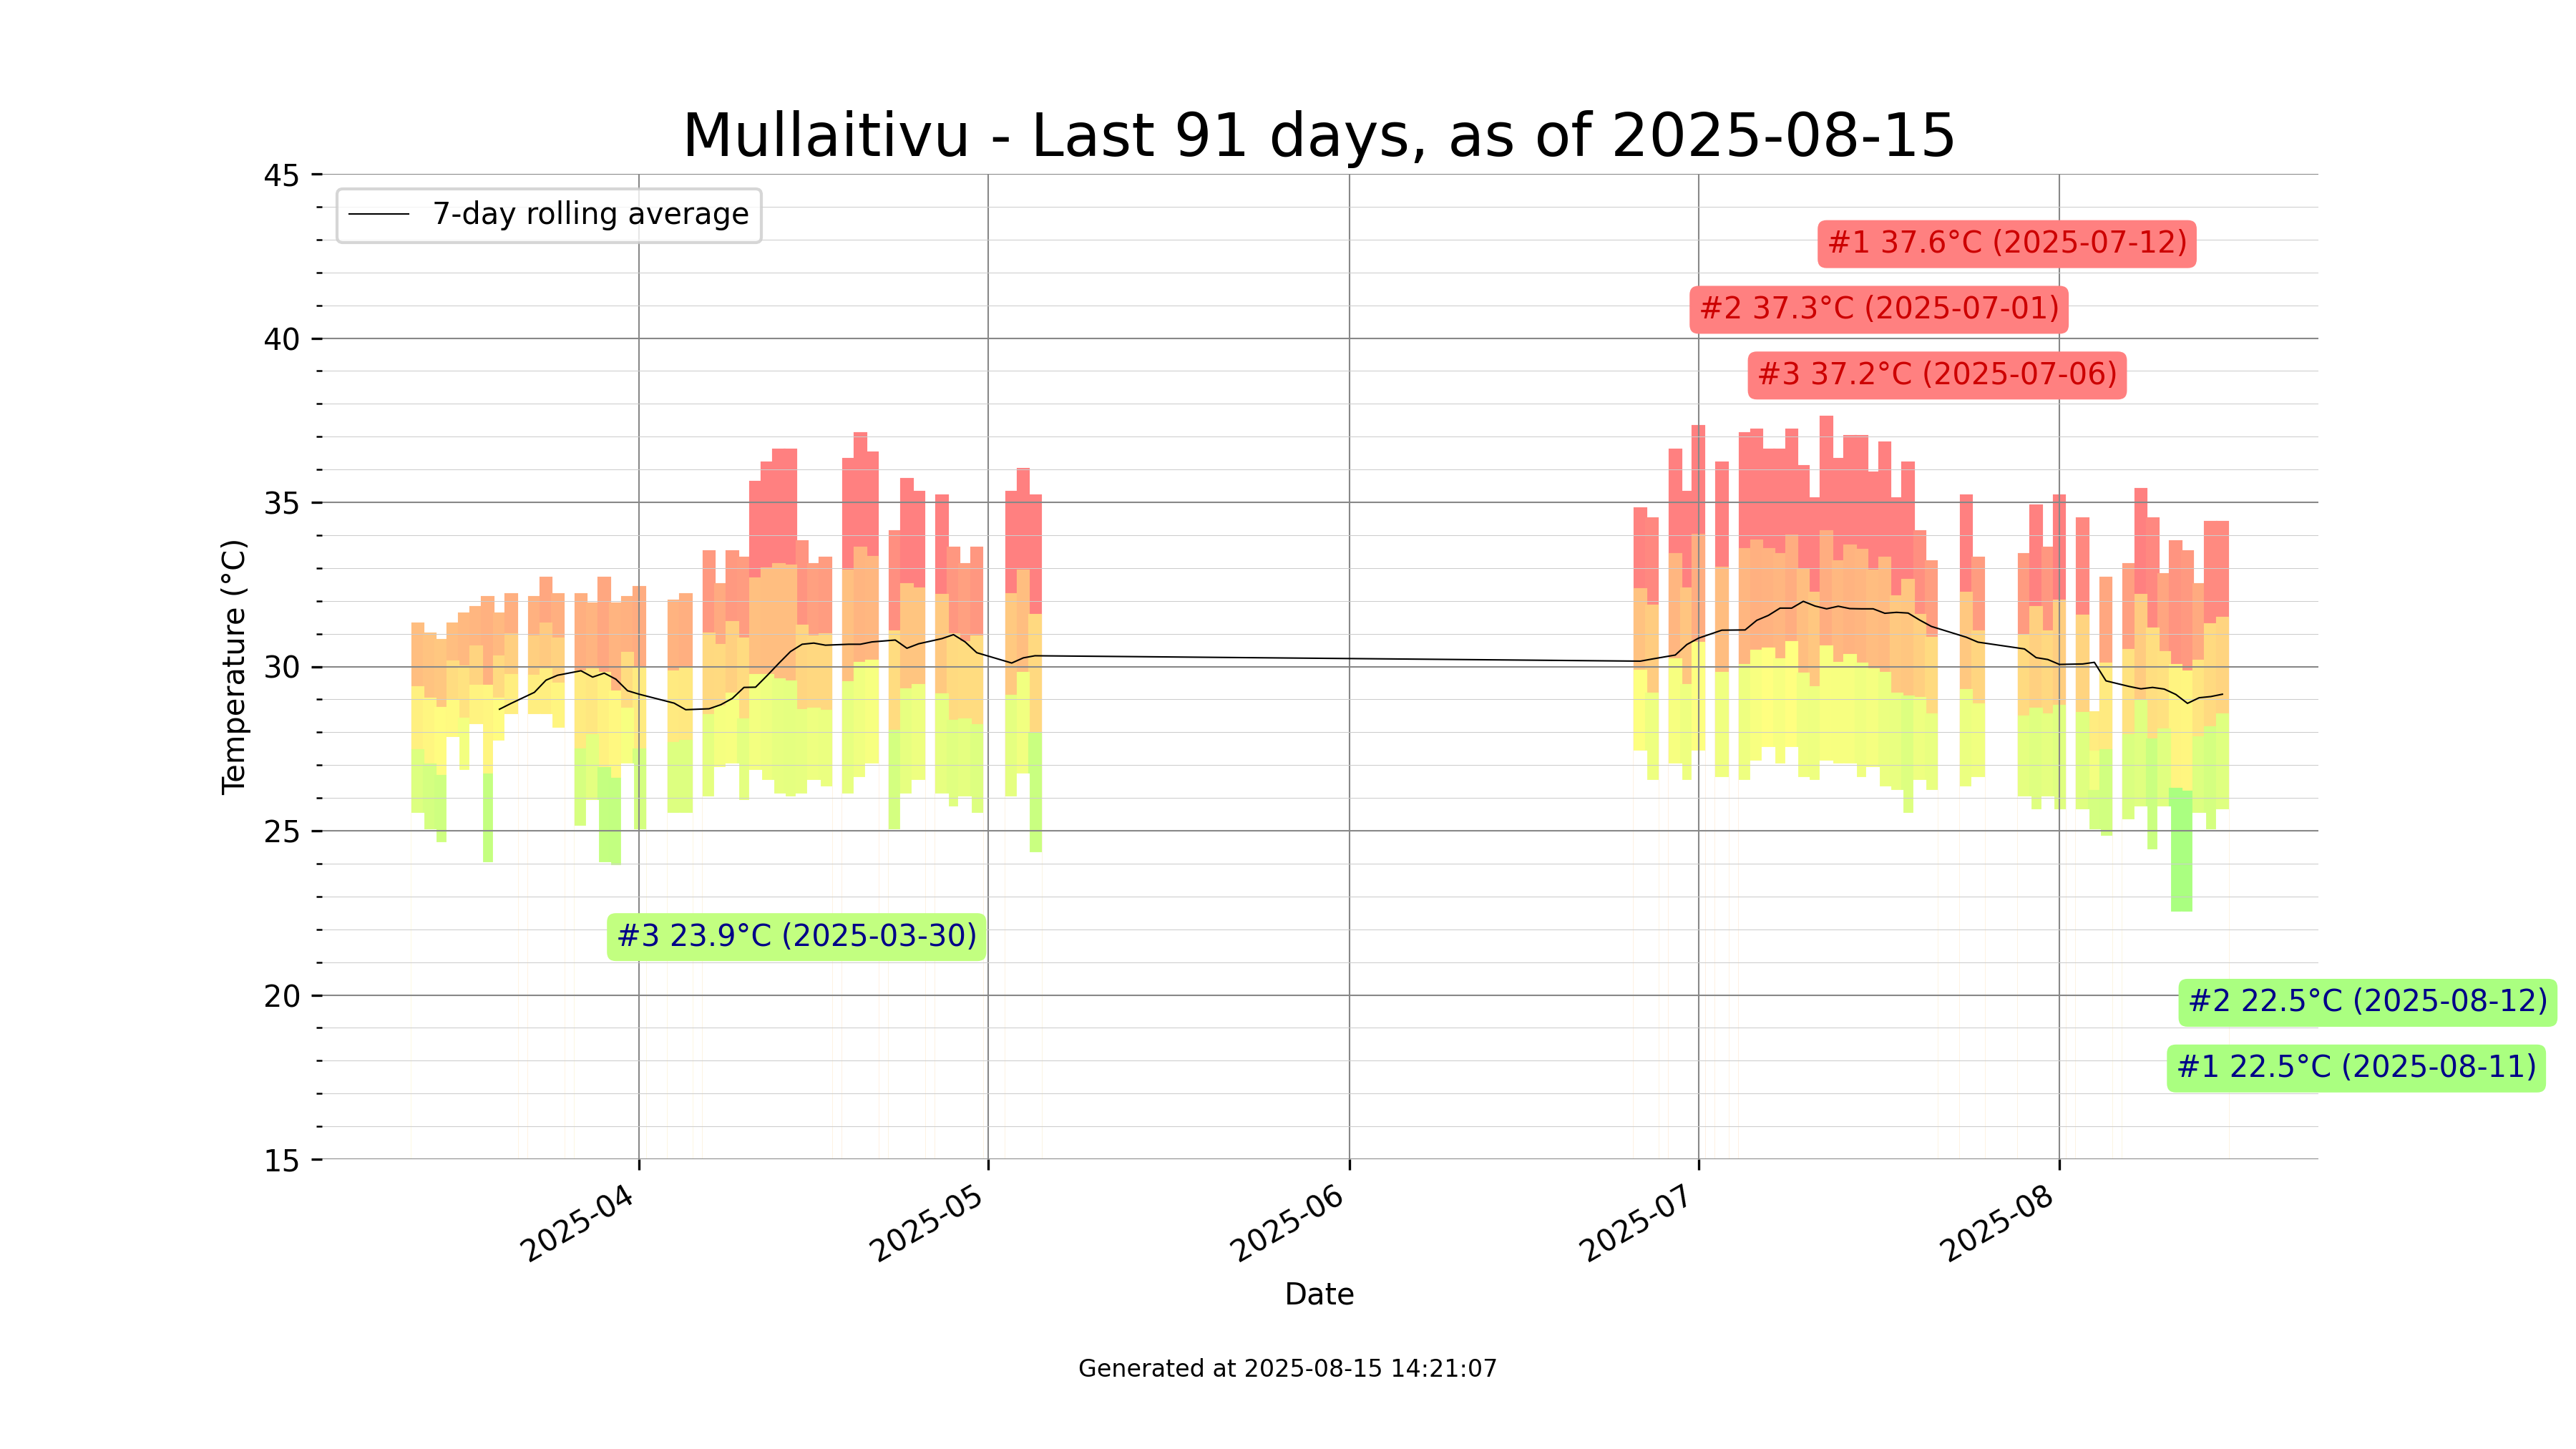 Mullaitivu - Last 91 days, as of 2025-08-15
7-day rolling average
#1 37.6°C (2025-07-12)
#2 37.3°C (2025-07-01)
#3 37.2°C (2025-07-06)
#3 23.9°C (2025-03-30)
#2 22.5°C (2025-08-12)
#1 22.5°C (2025-08-11)
Temperature (°C)
45
40
35
30
25
20
15
2025-04
2025-05
2025-06
2025-07
2025-08
Date
Generated at 2025-08-15 14:21:07